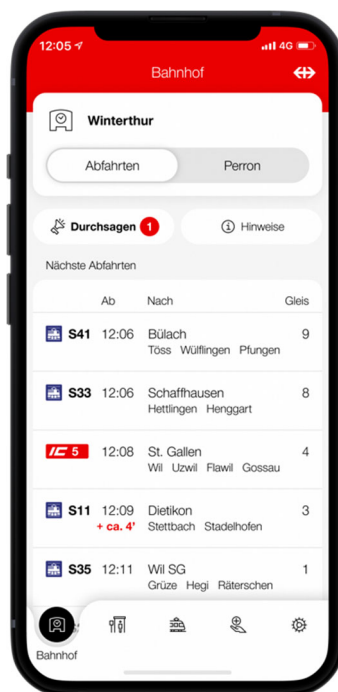 12:05 4G
Bahnhof
Winterthur
Abfahrten Perron
Durchsagen 1 Hinweise
Nächste Abfahrten
Ab Nach Gleis
S41 12:06 Bülach 9
Töss Wülflingen Pfungen
S33 12:06 Schaffhausen 8
Hettlingen Henggart
IC 5 12:08 St. Gallen 4
Wil Uzwil Flawil Gossau
S11 12:09 Dietikon 3
+ ca. 4' Stettbach Stadelhofen
S35 12:11 Wil SG 1
Grüze Hegi Räterschen
Bahnhof